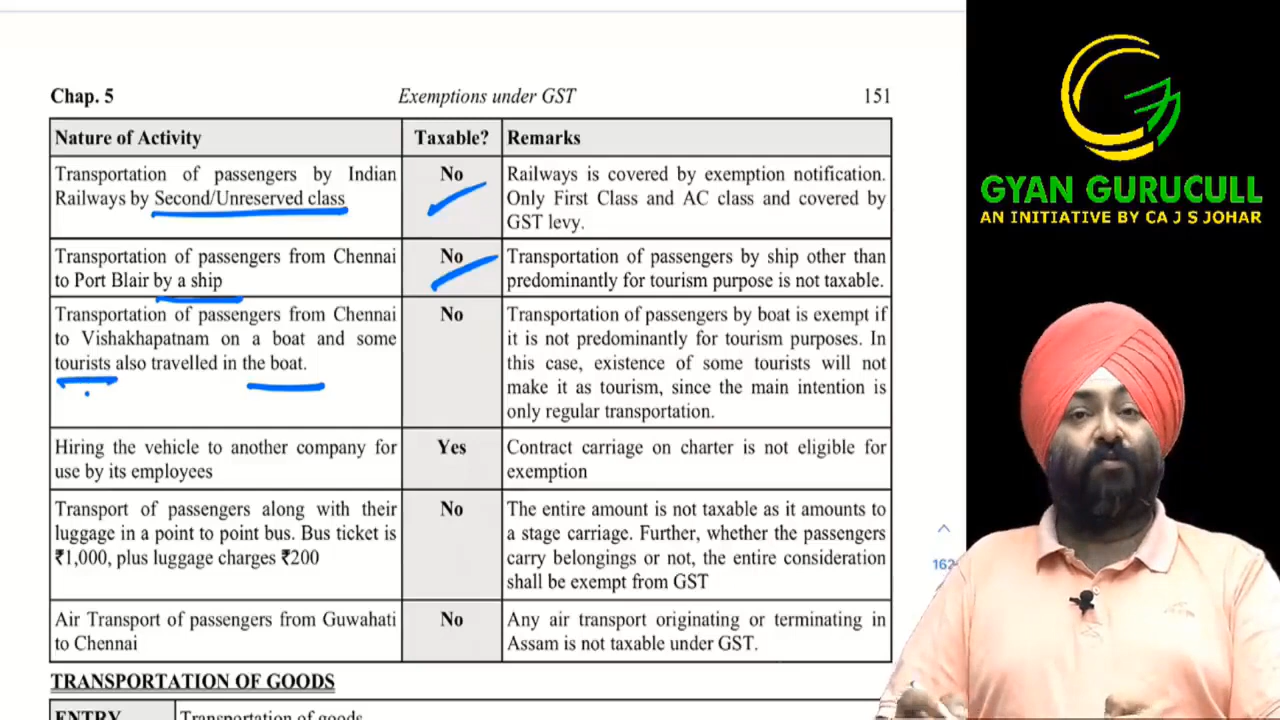 Chap. 5 Exemptions under GST 151
Nature of Activity Taxable? Remarks
Transportation of passengers by Indian
Railways by Second/Unreserved class
No
Railways is covered by exemption notification.
Only First Class and AC class and covered by
GST levy.
Transportation of passengers from Chennai
to Port Blair by a ship
No
Transportation of passengers by ship other than
predominantly for tourism purpose is not taxable.
Transportation of passengers from Chennai
to Vishakhapatnam on a boat and some
tourists also travelled in the boat.
No
Transportation of passengers by boat is exempt if
it is not predominantly for tourism purposes. In
this case, existence of some tourists will not
make it as tourism, since the main intention is
only regular transportation.
Hiring the vehicle to another company for
use by its employees
Yes
Contract carriage on charter is not eligible for
exemption
Transport of passengers along with their
luggage in a point to point bus. Bus ticket is
₹1,000, plus luggage charges ₹200
No
The entire amount is not taxable as it amounts to
a stage carriage. Further, whether the passengers
carry belongings or not, the entire consideration
shall be exempt from GST
Air Transport of passengers from Guwahati
to Chennai
No
Any air transport originating or terminating in
Assam is not taxable under GST.
TRANSPORTATION OF GOODS
ENTRY Transportation of goods
162
GYAN GURUCULL
AN INITIATIVE BY CA J S JOHAR